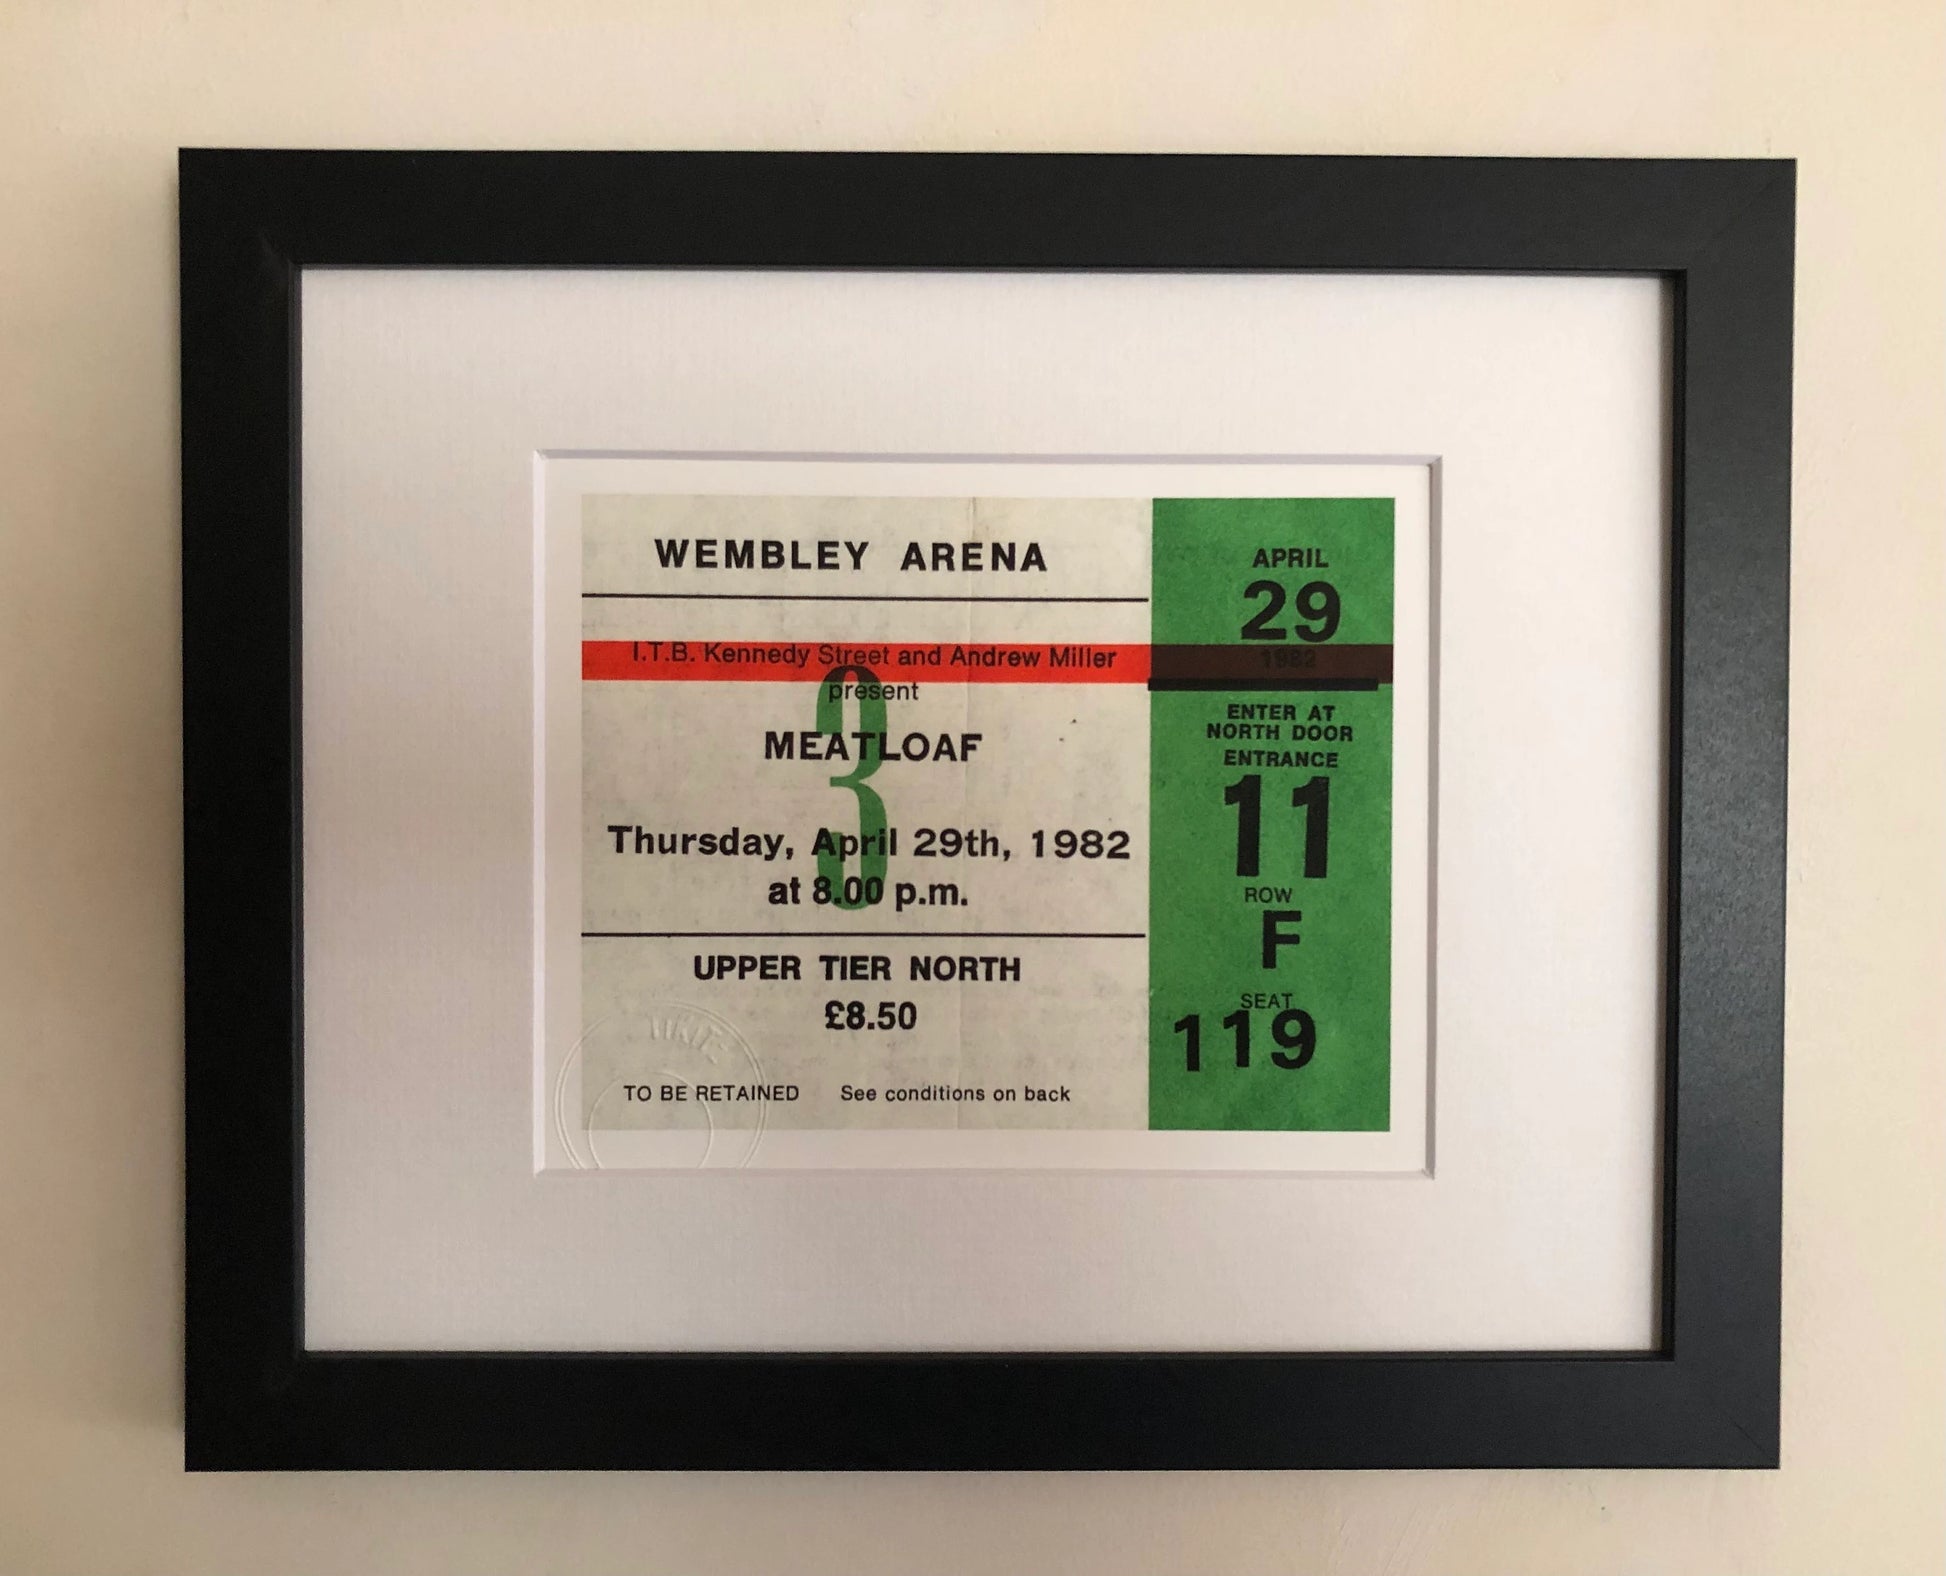 WEMBLEY ARENA
I.T.B. Kennedy Street and Andrew Miller
present
MEATLOAF
3
Thursday, April 29th, 1982
at 8.00 p.m.
UPPER TIER NORTH
£8.50
TO BE RETAINED See conditions on back
TIKITZ
APRIL
29
1982
ENTER AT
NORTH DOOR
ENTRANCE
11
ROW
F
SEAT
119